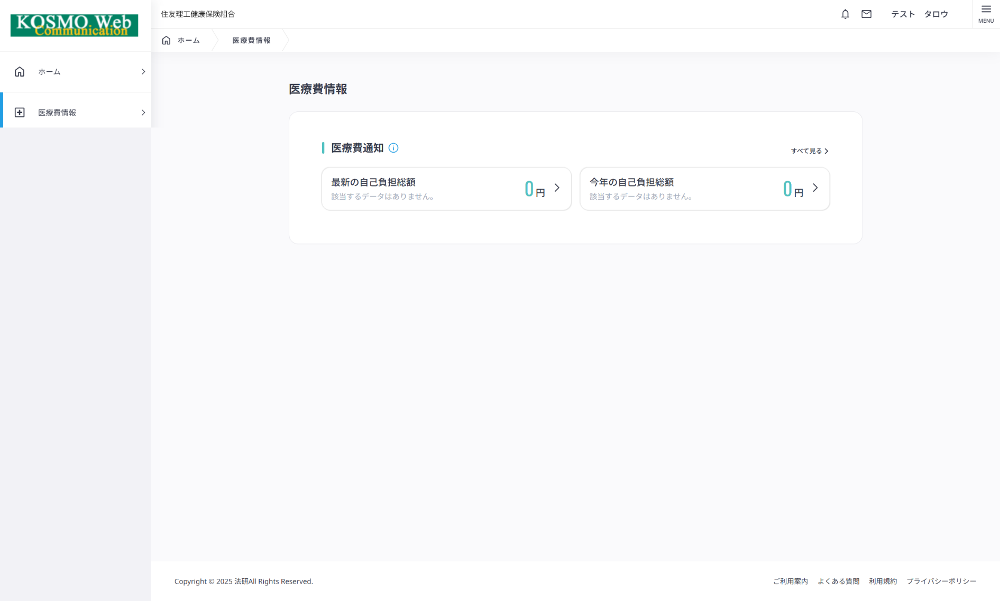 KOSMO Web
Communication
住友理工健康保険組合
テスト タロウ
MENU
ホーム
医療費情報
ホーム
医療費情報
医療費情報
医療費通知
すべて見る
最新の自己負担総額
該当するデータはありません。
0円
今年の自己負担総額
該当するデータはありません。
0円
Copyright © 2025 法研All Rights Reserved.
ご利用案内 よくある質問 利用規約 プライバシーポリシー